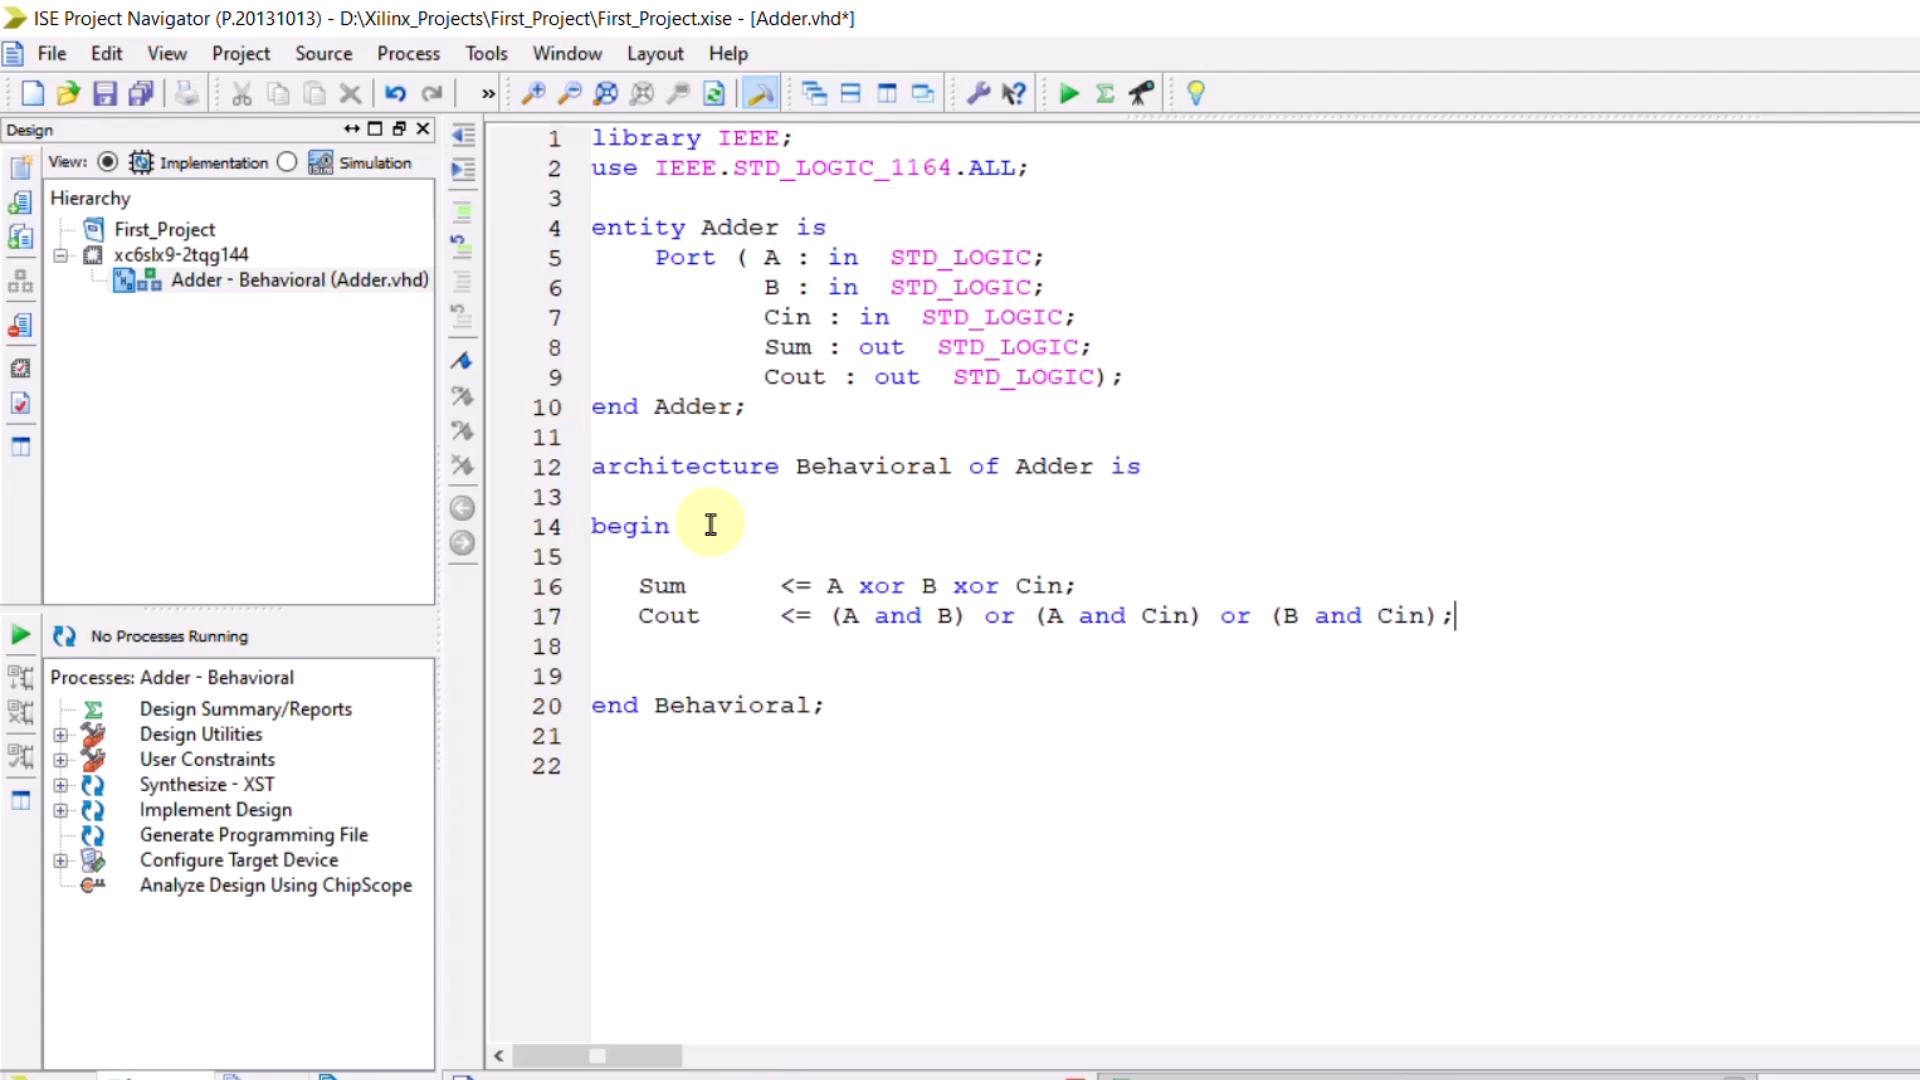 ISE Project Navigator (P.20131013) - D:\Xilinx_Projects\First_Project\First_Project.xise - [Adder.vhd*]
File Edit View Project Source Process Tools Window Layout Help
»
Design
View: Implementation Simulation
Hierarchy
First_Project
xc6slx9-2tqg144
Adder - Behavioral (Adder.vhd)
No Processes Running
Processes: Adder - Behavioral
Design Summary/Reports
Design Utilities
User Constraints
Synthesize - XST
Implement Design
Generate Programming File
Configure Target Device
Analyze Design Using ChipScope
1 library IEEE;
2 use IEEE.STD_LOGIC_1164.ALL;
3
4 entity Adder is
5 Port ( A : in STD_LOGIC;
6 B : in STD_LOGIC;
7 Cin : in STD_LOGIC;
8 Sum : out STD_LOGIC;
9 Cout : out STD_LOGIC);
10 end Adder;
11
12 architecture Behavioral of Adder is
13
14 begin
15
16 Sum <= A xor B xor Cin;
17 Cout <= (A and B) or (A and Cin) or (B and Cin);
18
19
20 end Behavioral;
21
22